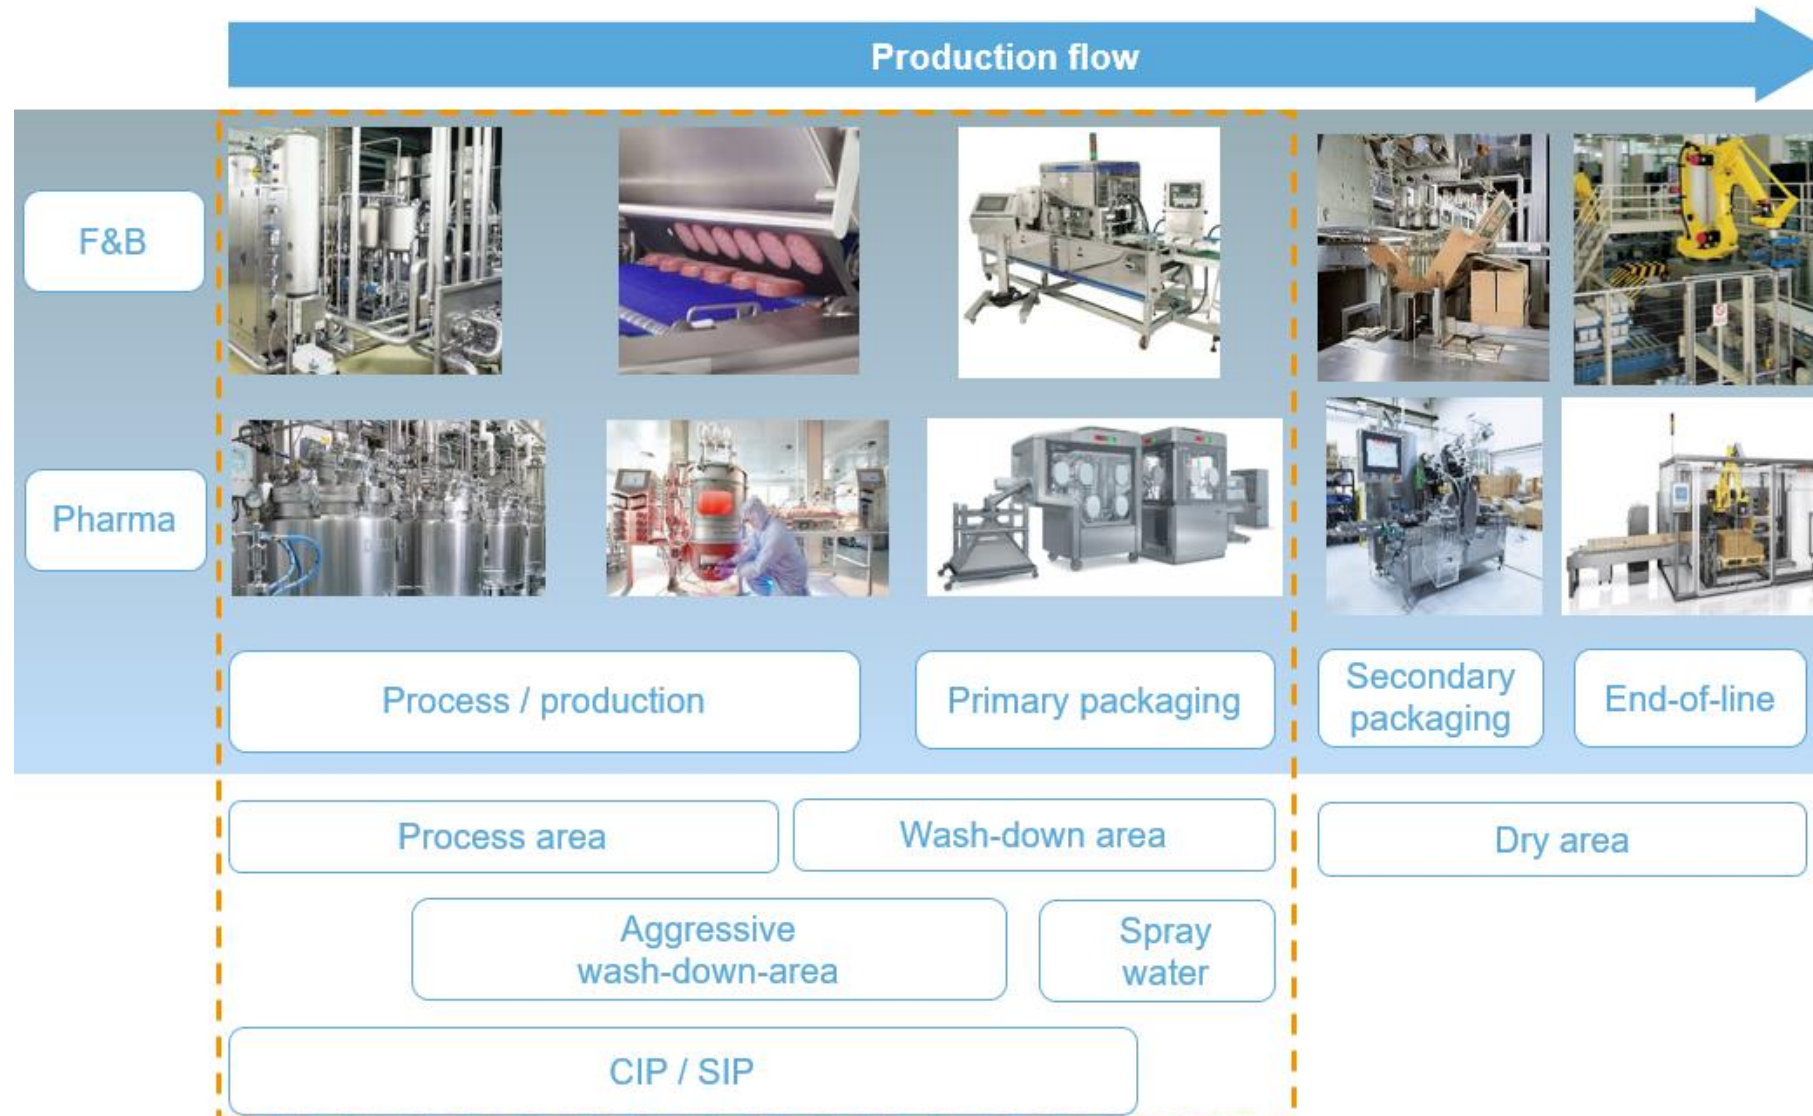 Production flow
F&B
Pharma
Process / production
Primary packaging
Secondary
packaging
End-of-line
Process area
Wash-down area
Dry area
Aggressive
wash-down-area
Spray
water
CIP / SIP